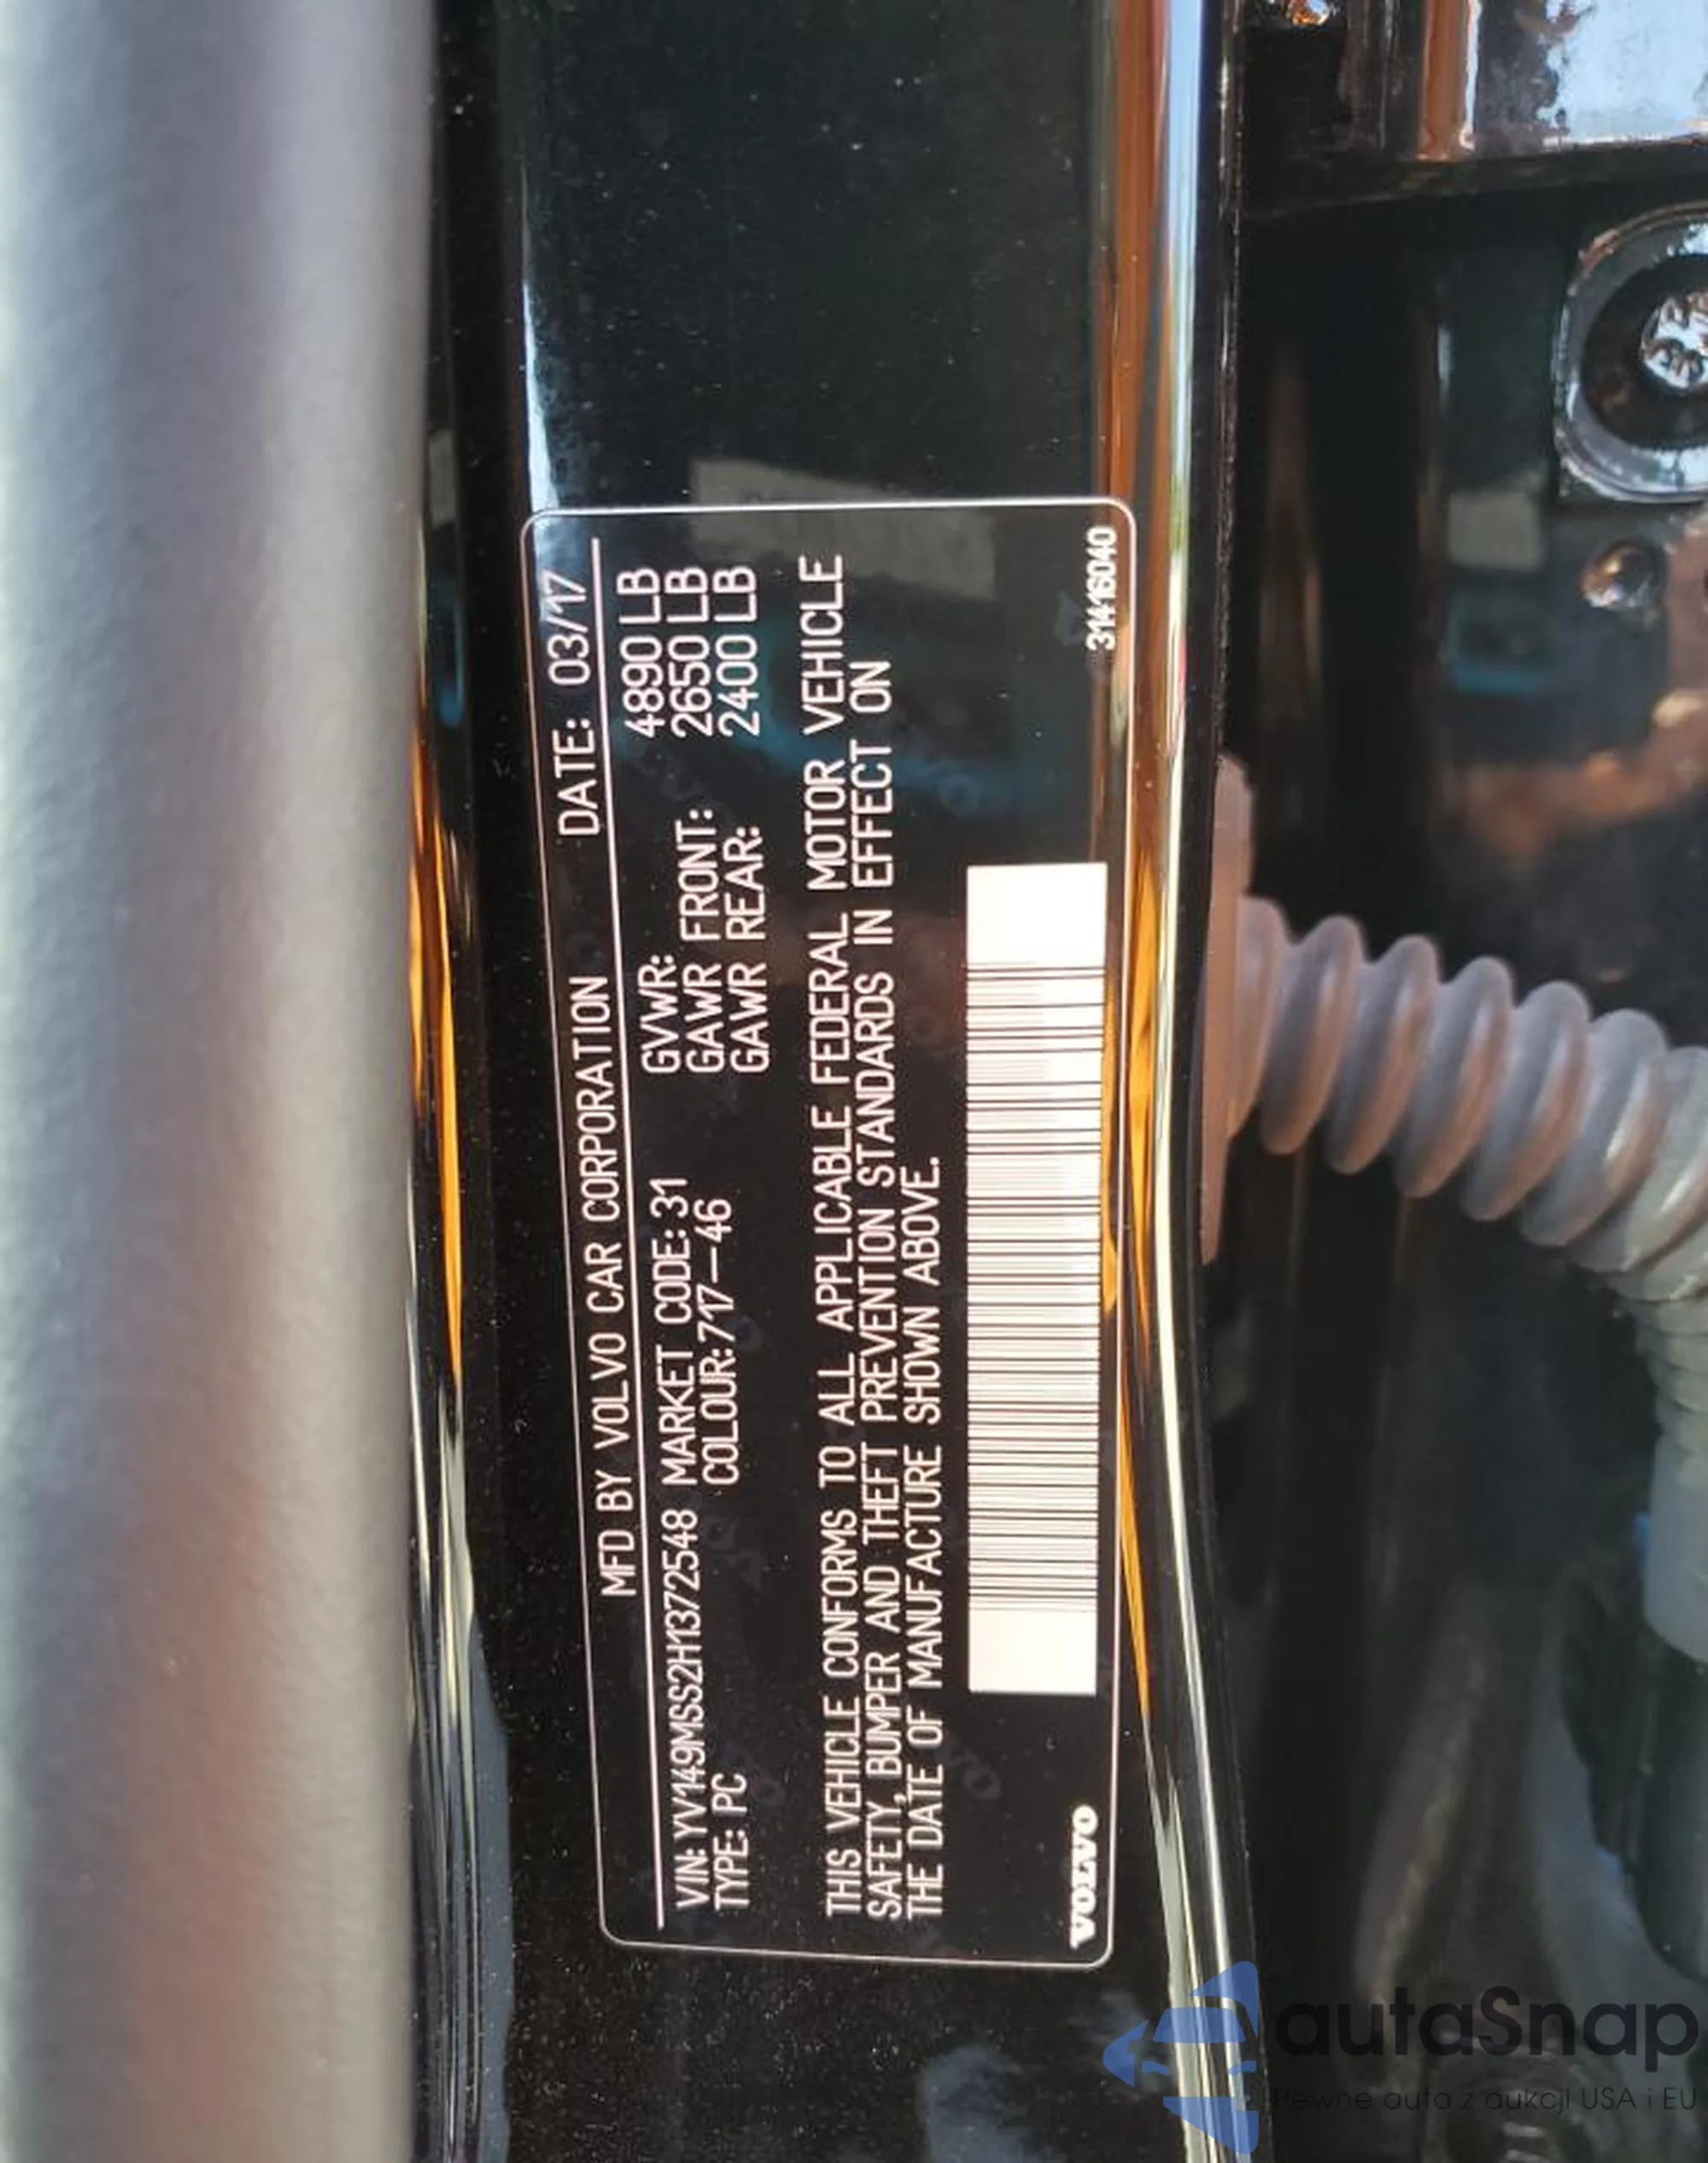 MFD BY VOLVO CAR CORPORATION DATE: 03/17
VIN: YV149MSS2H1372548 MARKET CODE: 31 GVWR: 4890 LB
TYPE: PC COLOUR: 717-46 GAWR FRONT: 2650 LB
GAWR REAR: 2400 LB
THIS VEHICLE CONFORMS TO ALL APPLICABLE FEDERAL MOTOR VEHICLE
SAFETY, BUMPER AND THEFT PREVENTION STANDARDS IN EFFECT ON
THE DATE OF MANUFACTURE SHOWN ABOVE.
VOLVO 31416040
autaSnap
Pewne auta z aukcji USA i EU